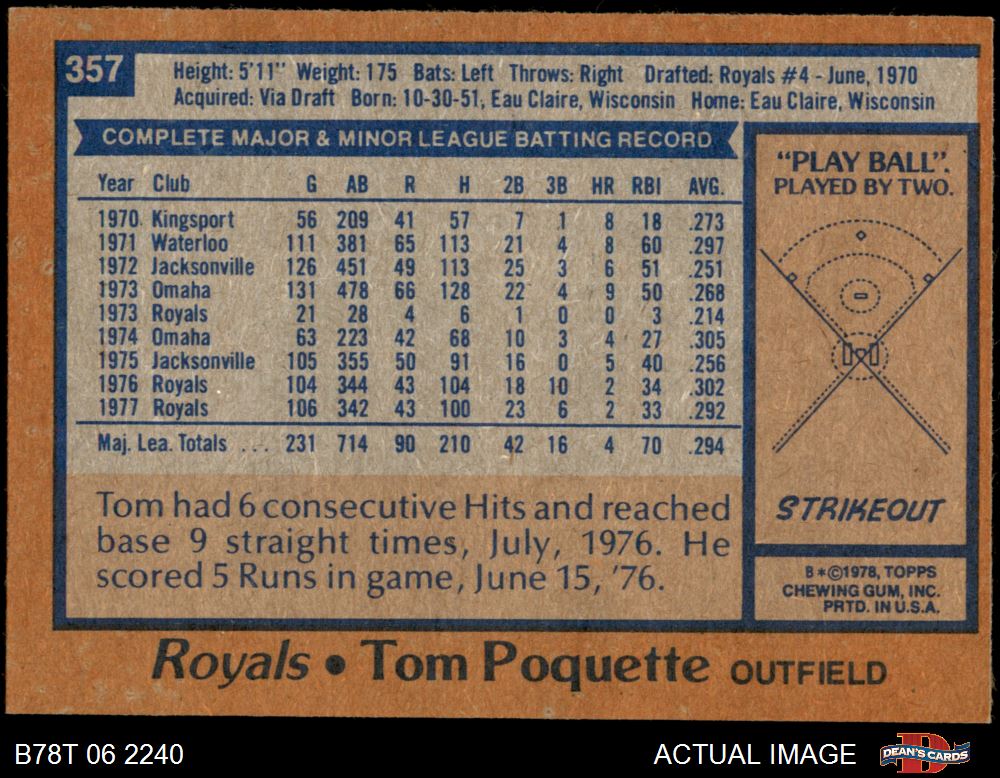 357
Height: 5'11" Weight: 175 Bats: Left Throws: Right Drafted: Royals #4 - June, 1970
Acquired: Via Draft Born: 10-30-51, Eau Claire, Wisconsin Home: Eau Claire, Wisconsin
COMPLETE MAJOR & MINOR LEAGUE BATTING RECORD
Year Club G AB R H 2B 3B HR RBI AVG.
1970 Kingsport 56 209 41 57 7 1 8 18 .273
1971 Waterloo 111 381 65 113 21 4 8 60 .297
1972 Jacksonville 126 451 49 113 25 3 6 51 .251
1973 Omaha 131 478 66 128 22 4 9 50 .268
1973 Royals 21 28 4 6 1 0 0 3 .214
1974 Omaha 63 223 42 68 10 3 4 27 .305
1975 Jacksonville 105 355 50 91 16 0 5 40 .256
1976 Royals 104 344 43 104 18 10 2 34 .302
1977 Royals 106 342 43 100 23 6 2 33 .292
Maj. Lea. Totals ... 231 714 90 210 42 16 4 70 .294
Tom had 6 consecutive Hits and reached
base 9 straight times, July, 1976. He
scored 5 Runs in game, June 15, '76.
"PLAY BALL".
PLAYED BY TWO.
STRIKEOUT
B*©1978, TOPPS
CHEWING GUM, INC.
PRTD. IN U.S.A.
Royals • Tom Poquette OUTFIELD
B78T 06 2240
ACTUAL IMAGE
DEAN'S CARDS